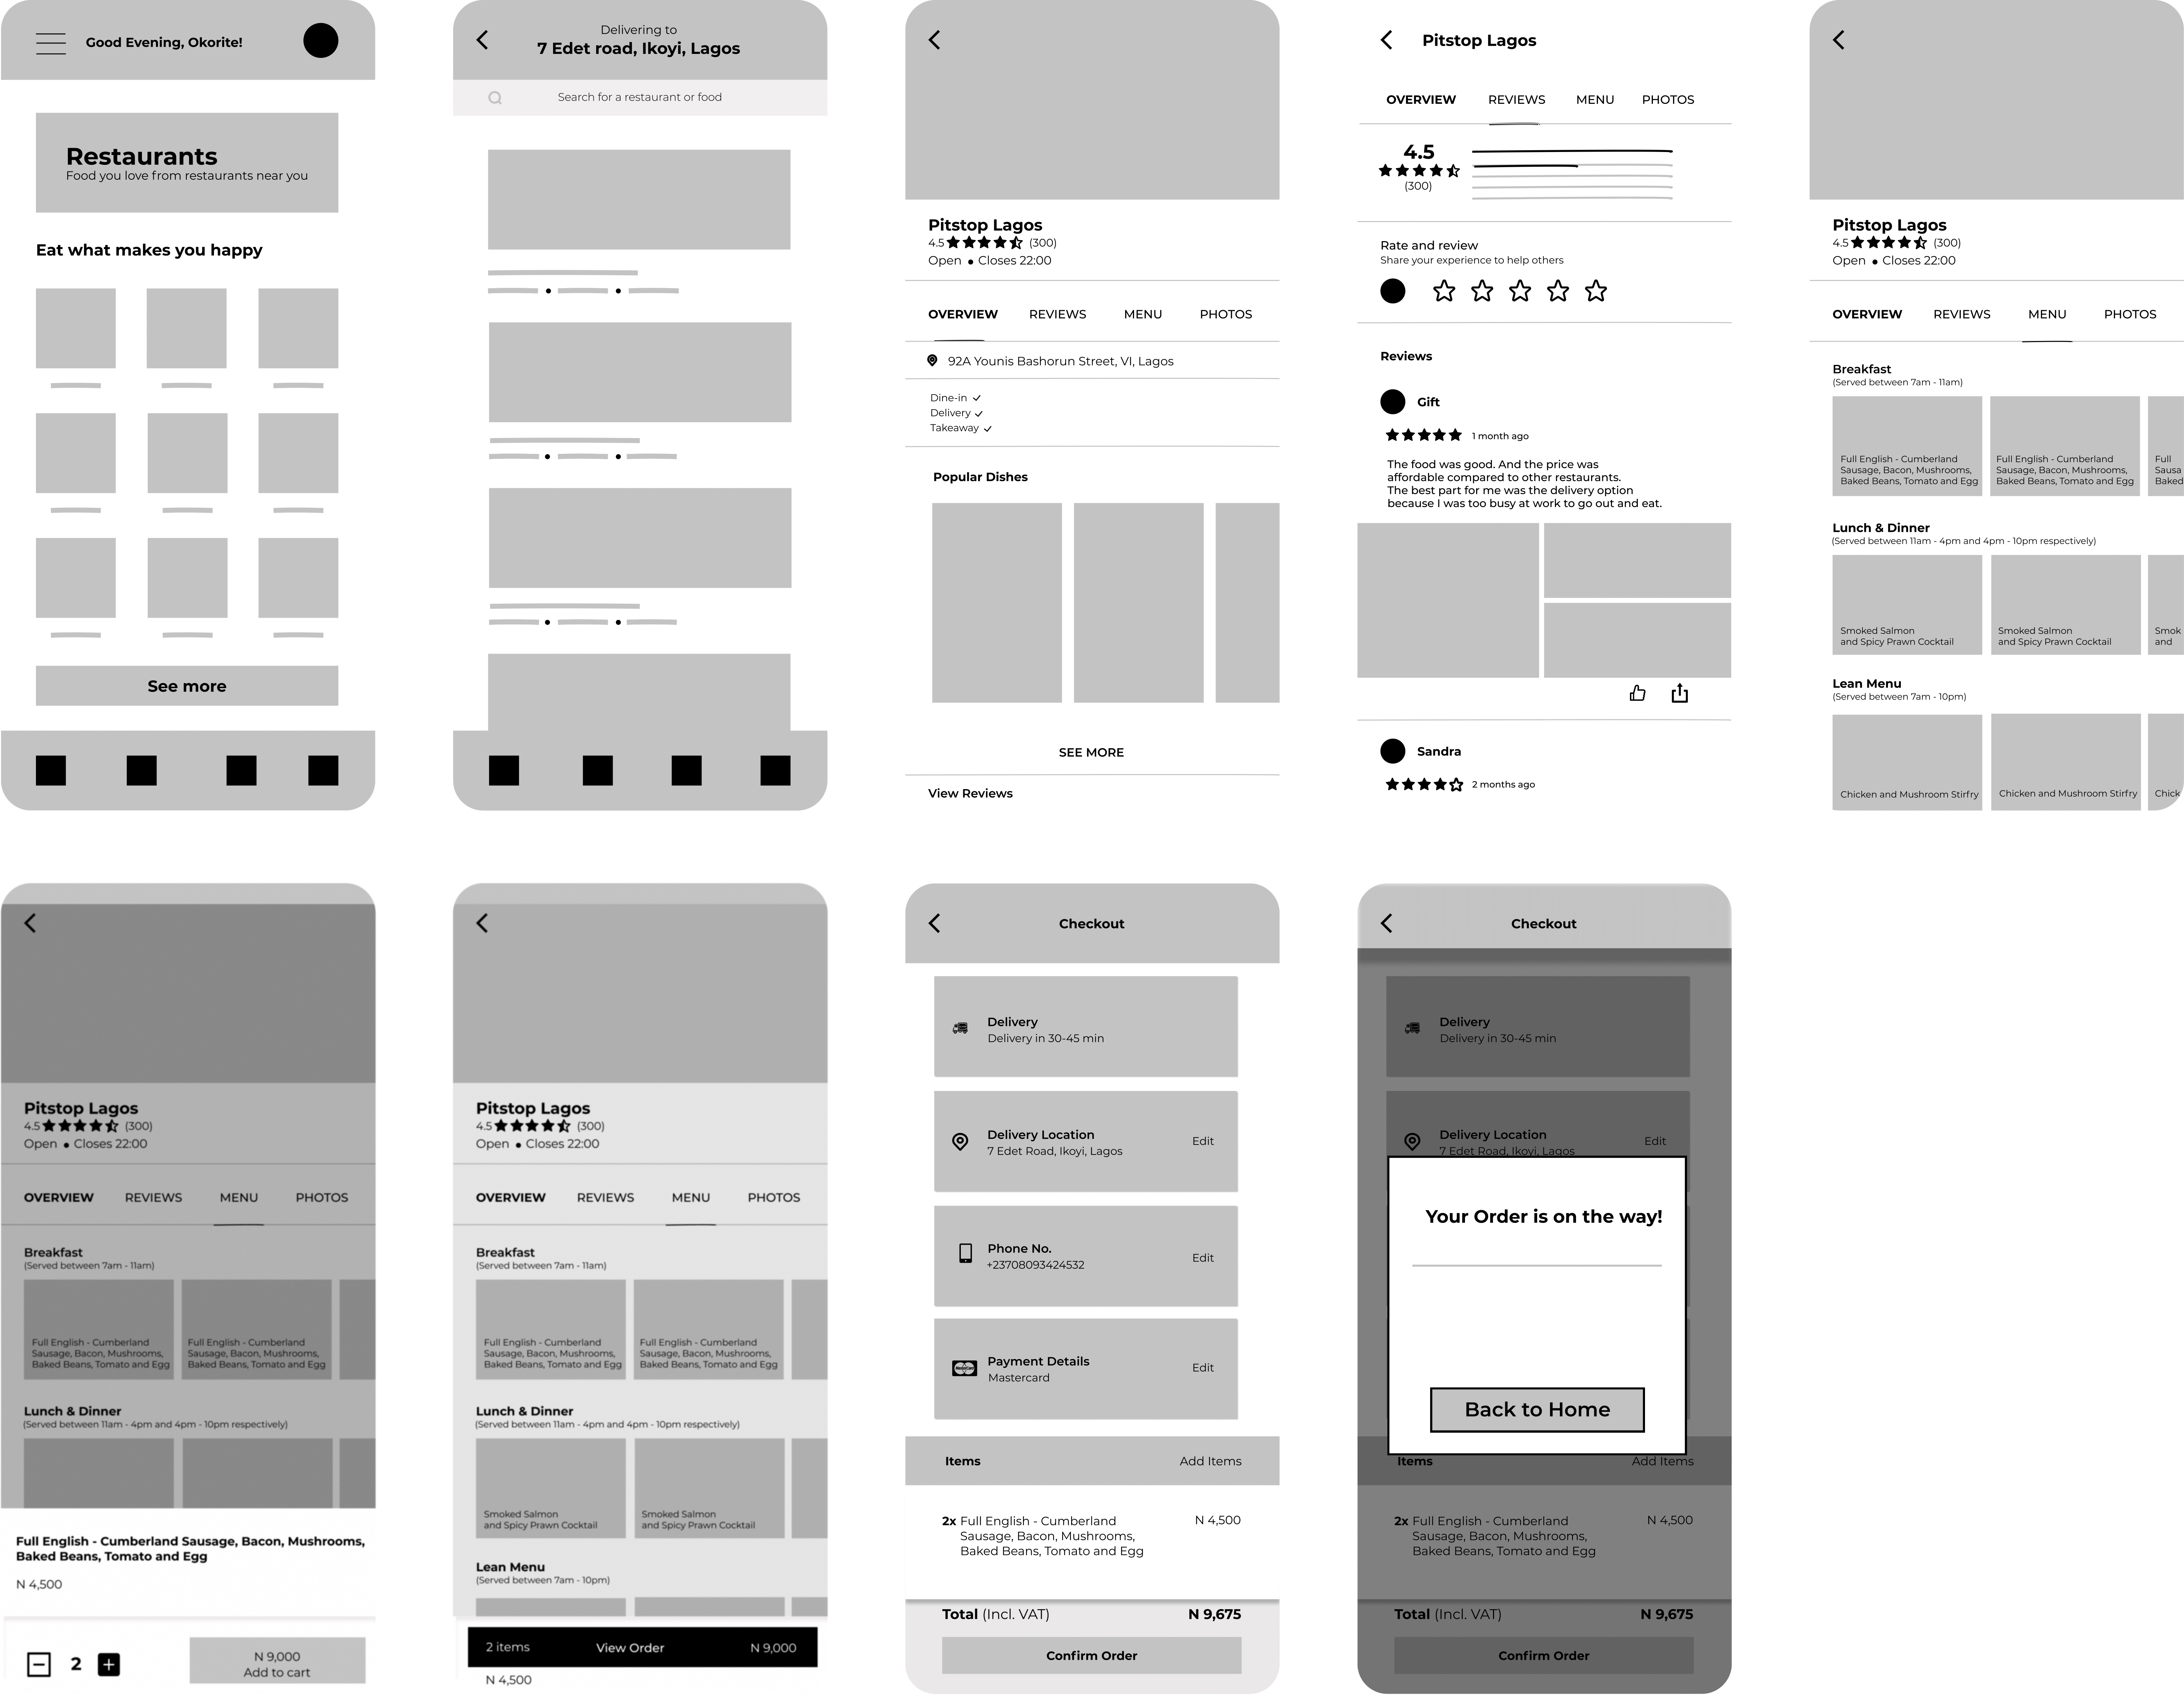 Good Evening, Okorite!
Restaurants
Food you love from restaurants near you
Eat what makes you happy
See more
Delivering to
7 Edet road, Ikoyi, Lagos
Search for a restaurant or food
Pitstop Lagos
4.5 (300)
Open • Closes 22:00
OVERVIEW REVIEWS MENU PHOTOS
92A Younis Bashorun Street, VI, Lagos
Dine-in
Delivery
Takeaway
Popular Dishes
SEE MORE
View Reviews
Pitstop Lagos
OVERVIEW REVIEWS MENU PHOTOS
4.5
(300)
Rate and review
Share your experience to help others
Reviews
Gift
1 month ago
The food was good. And the price was
affordable compared to other restaurants.
The best part for me was the delivery option
because I was too busy at work to go out and eat.
Sandra
2 months ago
Pitstop Lagos
4.5 (300)
Open • Closes 22:00
OVERVIEW REVIEWS MENU PHOTOS
Breakfast
(Served between 7am - 11am)
Full English - Cumberland Full English - Cumberland Full
Sausage, Bacon, Mushrooms, Sausage, Bacon, Mushrooms, Sausa
Baked Beans, Tomato and Egg Baked Beans, Tomato and Egg Baked
Lunch & Dinner
(Served between 11am - 4pm and 4pm - 10pm respectively)
Smoked Salmon Smoked Salmon Smok
and Spicy Prawn Cocktail and Spicy Prawn Cocktail and
Lean Menu
(Served between 7am - 10pm)
Chicken and Mushroom Stirfry Chicken and Mushroom Stirfry Chick
Pitstop Lagos
4.5 (300)
Open • Closes 22:00
OVERVIEW REVIEWS MENU PHOTOS
Breakfast
(Served between 7am - 11am)
Full English - Cumberland Full English - Cumberland
Sausage, Bacon, Mushrooms, Sausage, Bacon, Mushrooms,
Baked Beans, Tomato and Egg Baked Beans, Tomato and Egg
Lunch & Dinner
(Served between 11am - 4pm and 4pm - 10pm respectively)
Full English - Cumberland Sausage, Bacon, Mushrooms,
Baked Beans, Tomato and Egg
N 4,500
2
N 9,000
Add to cart
Pitstop Lagos
4.5 (300)
Open • Closes 22:00
OVERVIEW REVIEWS MENU PHOTOS
Breakfast
(Served between 7am - 11am)
Full English - Cumberland Full English - Cumberland
Sausage, Bacon, Mushrooms, Sausage, Bacon, Mushrooms,
Baked Beans, Tomato and Egg Baked Beans, Tomato and Egg
Lunch & Dinner
(Served between 11am - 4pm and 4pm - 10pm respectively)
Smoked Salmon Smoked Salmon
and Spicy Prawn Cocktail and Spicy Prawn Cocktail
Lean Menu
(Served between 7am - 10pm)
2 items View Order N 9,000
N 4,500
Checkout
Delivery
Delivery in 30-45 min
Delivery Location
7 Edet Road, Ikoyi, Lagos
Edit
Phone No.
+23708093424532
Edit
Payment Details
Mastercard
Edit
Items Add Items
2x Full English - Cumberland N 4,500
Sausage, Bacon, Mushrooms,
Baked Beans, Tomato and Egg
Total (Incl. VAT) N 9,675
Confirm Order
Checkout
Delivery
Delivery in 30-45 min
Delivery Location
7 Edet Road, Ikoyi, Lagos
Edit
Your Order is on the way!
Back to Home
Items Add Items
2x Full English - Cumberland N 4,500
Sausage, Bacon, Mushrooms,
Baked Beans, Tomato and Egg
Total (Incl. VAT) N 9,675
Confirm Order